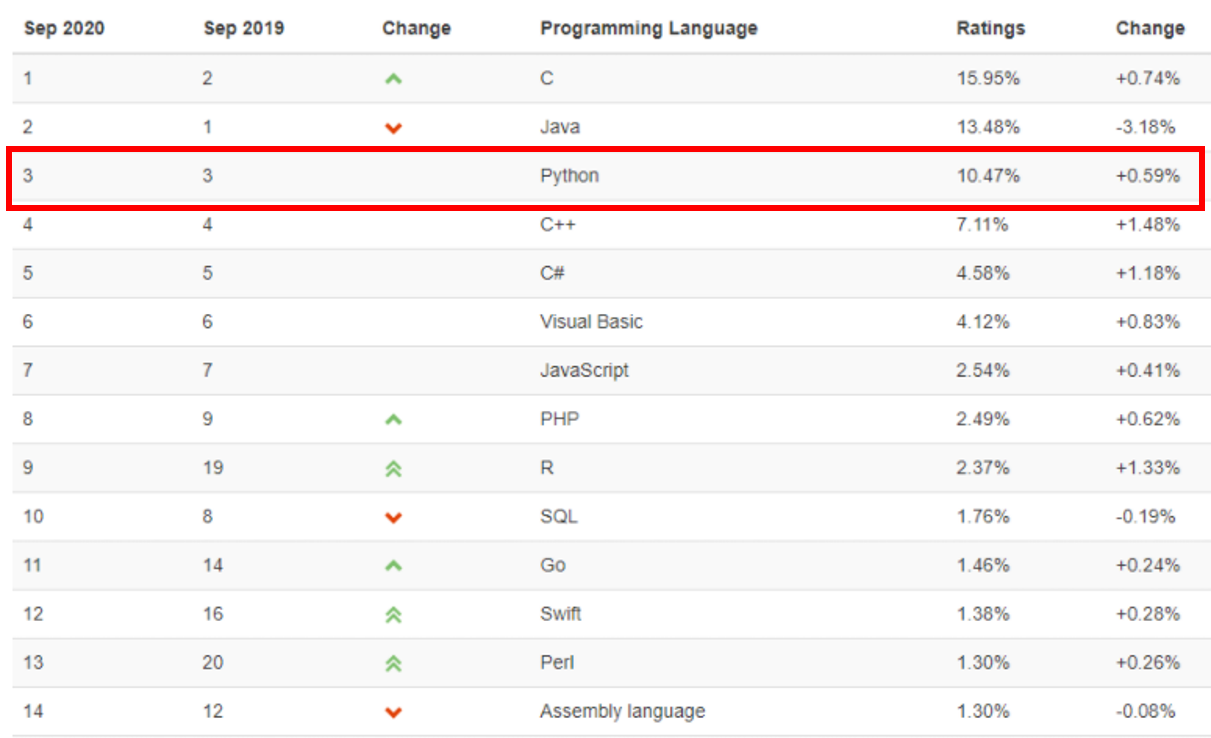 Sep 2020 Sep 2019 Change Programming Language Ratings Change
1 2 C 15.95% +0.74%
2 1 Java 13.48% -3.18%
3 3 Python 10.47% +0.59%
4 4 C++ 7.11% +1.48%
5 5 C# 4.58% +1.18%
6 6 Visual Basic 4.12% +0.83%
7 7 JavaScript 2.54% +0.41%
8 9 PHP 2.49% +0.62%
9 19 R 2.37% +1.33%
10 8 SQL 1.76% -0.19%
11 14 Go 1.46% +0.24%
12 16 Swift 1.38% +0.28%
13 20 Perl 1.30% +0.26%
14 12 Assembly language 1.30% -0.08%